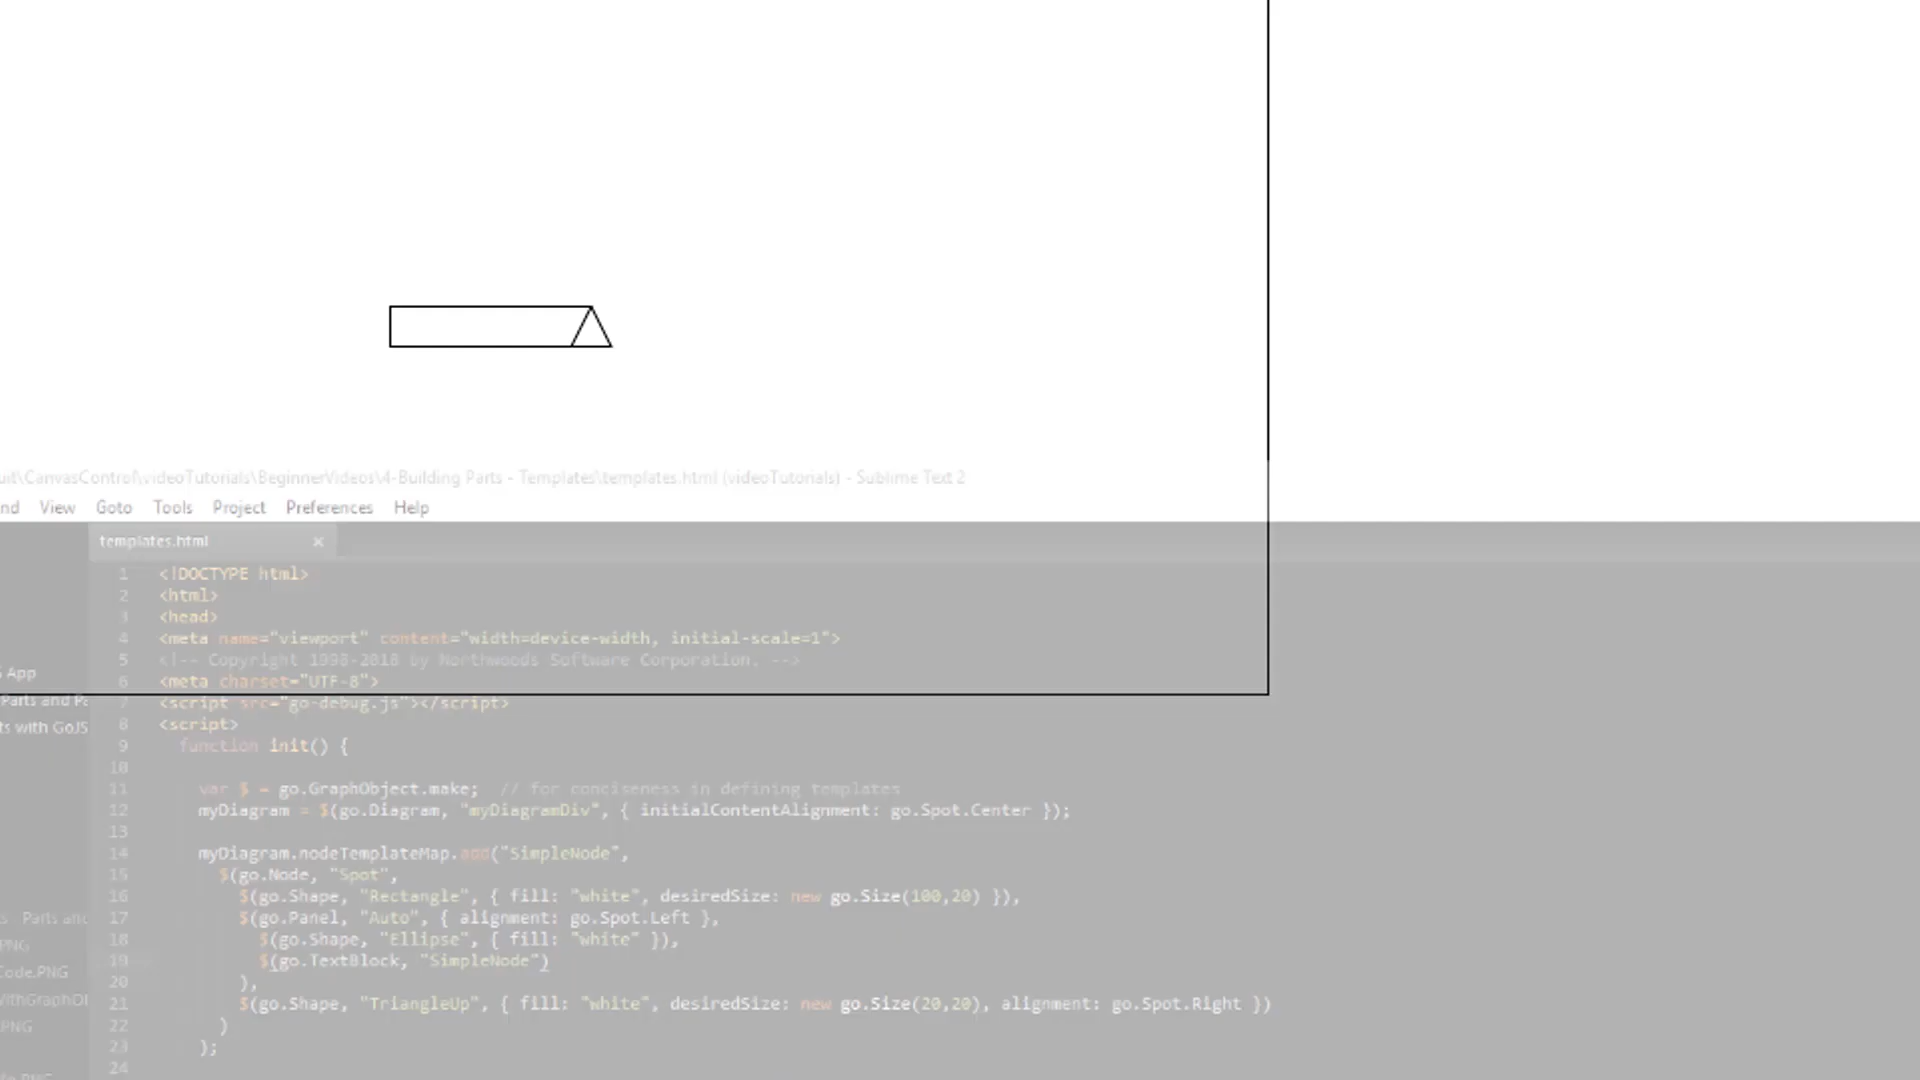 uit\CanvasControl\videoTutorials\BeginnerVideos\4-Building Parts - Templates\templates.html (videoTutorials) - Sublime Text 2
nd View Goto Tools Project Preferences Help
templates.html ×
1 <!DOCTYPE html>
2 <html>
3 <head>
4 <meta name="viewport" content="width=device-width, initial-scale=1">
5 <!-- Copyright 1998-2018 by Northwoods Software Corporation. -->
6 <meta charset="UTF-8">
7 <script src="go-debug.js"></script>
8 <script>
9 function init() {
10
11 var $ = go.GraphObject.make; // for conciseness in defining templates
12 myDiagram = $(go.Diagram, "myDiagramDiv", { initialContentAlignment: go.Spot.Center });
13
14 myDiagram.nodeTemplateMap.add("SimpleNode",
15 $(go.Node, "Spot",
16 $(go.Shape, "Rectangle", { fill: "white", desiredSize: new go.Size(100,20) }),
17 $(go.Panel, "Auto", { alignment: go.Spot.Left },
18 $(go.Shape, "Ellipse", { fill: "white" }),
19 $(go.TextBlock, "SimpleNode")
20 ),
21 $(go.Shape, "TriangleUp", { fill: "white", desiredSize: new go.Size(20,20), alignment: go.Spot.Right })
22 )
23 );
24
S App
Parts and Pa
ts with GoJS
s - Parts and
PNG
Code.PNG
WithGraphOl
PNG